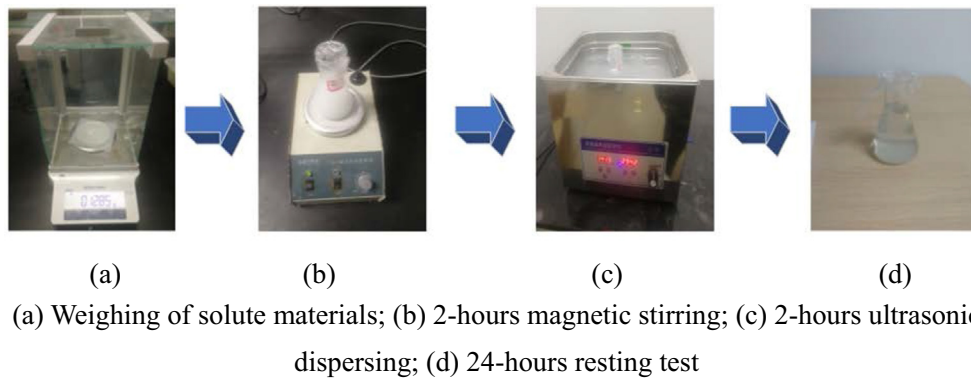 (a) (b) (c) (d)
(a) Weighing of solute materials; (b) 2-hours magnetic stirring; (c) 2-hours ultrasonic
dispersing; (d) 24-hours resting test